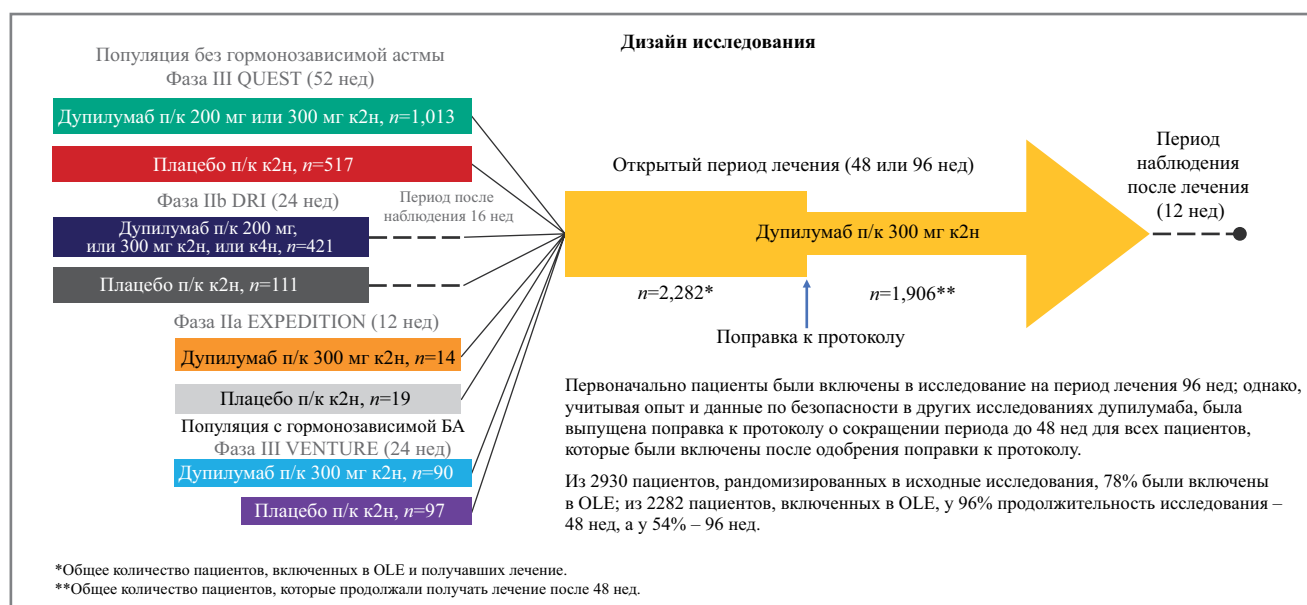 Дизайн исследования
Популяция без гормонозависимой астмы
Фаза III QUEST (52 нед)
Дупилумаб п/к 200 мг или 300 мг к2н, n=1,013
Плацебо п/к к2н, n=517
Фаза IIb DRI (24 нед)
Период после
наблюдения 16 нед
Дупилумаб п/к 200 мг,
или 300 мг к2н, или к4н, n=421
Плацебо п/к к2н, n=111
Фаза IIa EXPEDITION (12 нед)
Дупилумаб п/к 300 мг к2н, n=14
Плацебо п/к к2н, n=19
Популяция с гормонозависимой БА
Фаза III VENTURE (24 нед)
Дупилумаб п/к 300 мг к2н, n=90
Плацебо п/к к2н, n=97
Открытый период лечения (48 или 96 нед)
Дупилумаб п/к 300 мг к2н
n=2,282*
n=1,906**
Поправка к протоколу
Период
наблюдения
после лечения
(12 нед)
Первоначально пациенты были включены в исследование на период лечения 96 нед; однако,
учитывая опыт и данные по безопасности в других исследованиях дупилумаба, была
выпущена поправка к протоколу о сокращении периода до 48 нед для всех пациентов,
которые были включены после одобрения поправки к протоколу.
Из 2930 пациентов, рандомизированных в исходные исследования, 78% были включены
в OLE; из 2282 пациентов, включенных в OLE, у 96% продолжительность исследования –
48 нед, а у 54% – 96 нед.
*Общее количество пациентов, включенных в OLE и получавших лечение.
**Общее количество пациентов, которые продолжали получать лечение после 48 нед.